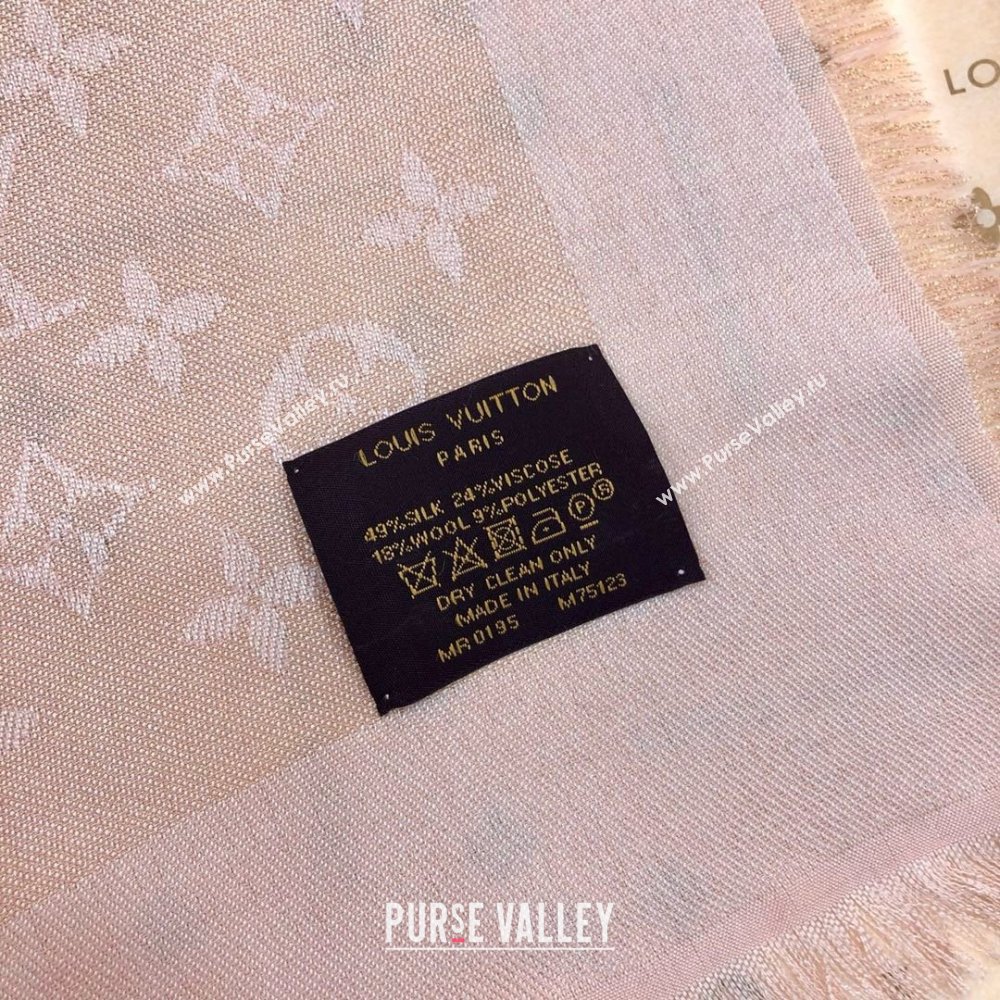 LOUIS VUITTON
PARIS
49%SILK 24%VISCOSE
18%WOOL 9%POLYESTER
P
DRY CLEAN ONLY
MADE IN ITALY
MR0195 M75123
LO
www.PurseValley.ru
www.PurseValley.ru
PURSE VALLEY